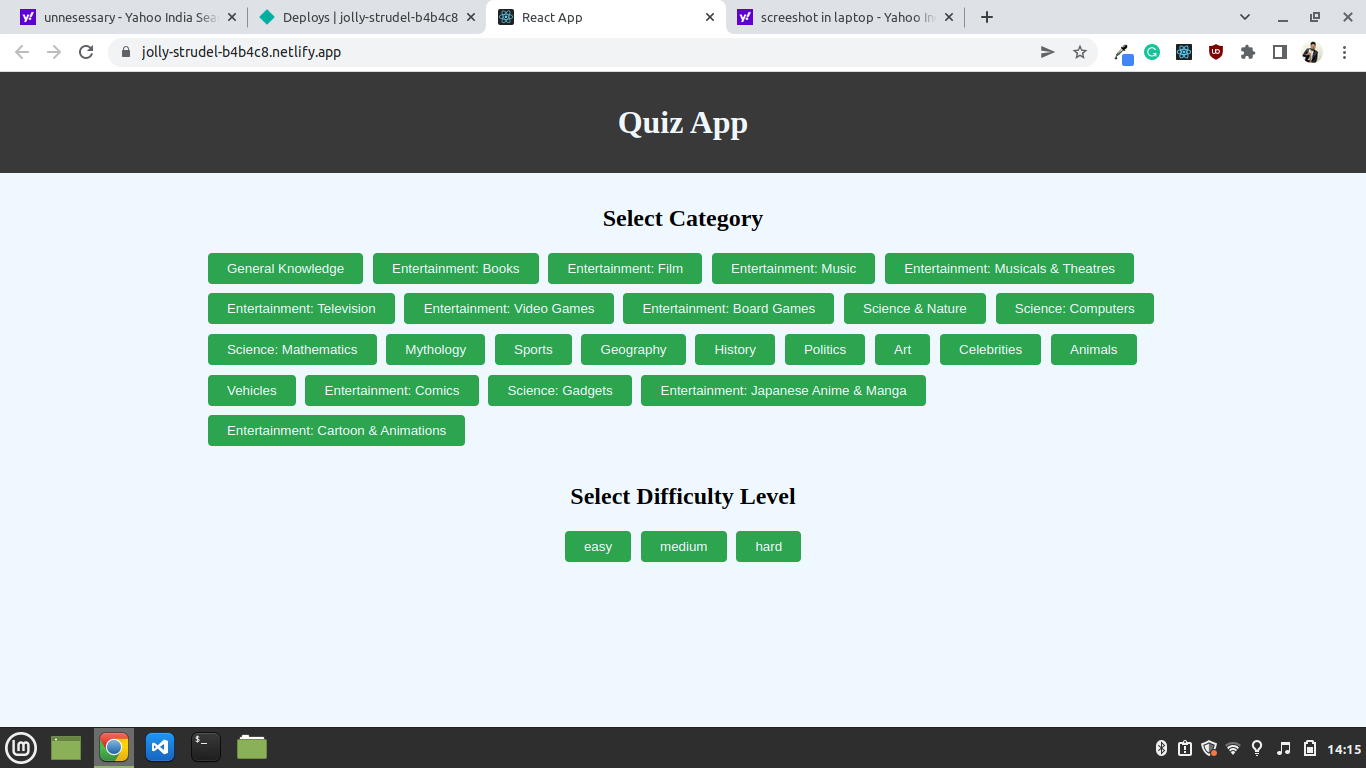 unnesessary - Yahoo India Sea
Deploys | jolly-strudel-b4b4c8
React App
screeshot in laptop - Yahoo In
jolly-strudel-b4b4c8.netlify.app
Quiz App
Select Category
General Knowledge Entertainment: Books Entertainment: Film Entertainment: Music Entertainment: Musicals & Theatres
Entertainment: Television Entertainment: Video Games Entertainment: Board Games Science & Nature Science: Computers
Science: Mathematics Mythology Sports Geography History Politics Art Celebrities Animals
Vehicles Entertainment: Comics Science: Gadgets Entertainment: Japanese Anime & Manga
Entertainment: Cartoon & Animations
Select Difficulty Level
easy medium hard
14:15